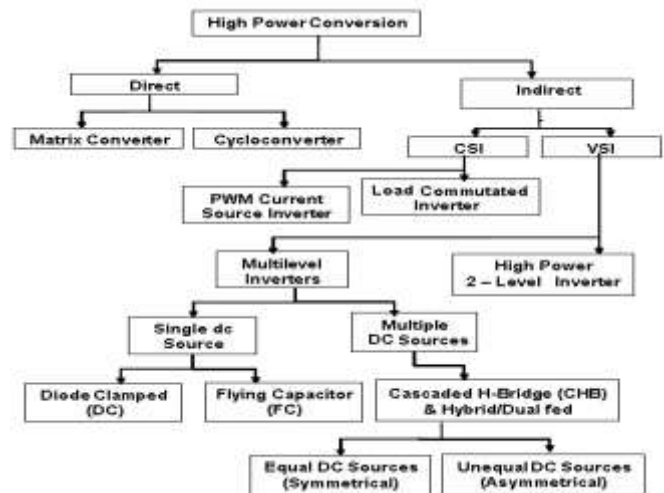 High Power Conversion
Direct
Indirect
Matrix Converter
Cycloconverter
CSI
VSI
PWM Current
Source Inverter
Load Commutated
Inverter
Multilevel
Inverters
High Power
2 – Level Inverter
Single dc
Source
Multiple
DC Sources
Diode Clamped
(DC)
Flying Capacitor
(FC)
Cascaded H-Bridge (CHB)
& Hybrid/Dual fed
Equal DC Sources
(Symmetrical)
Unequal DC Sources
(Asymmetrical)